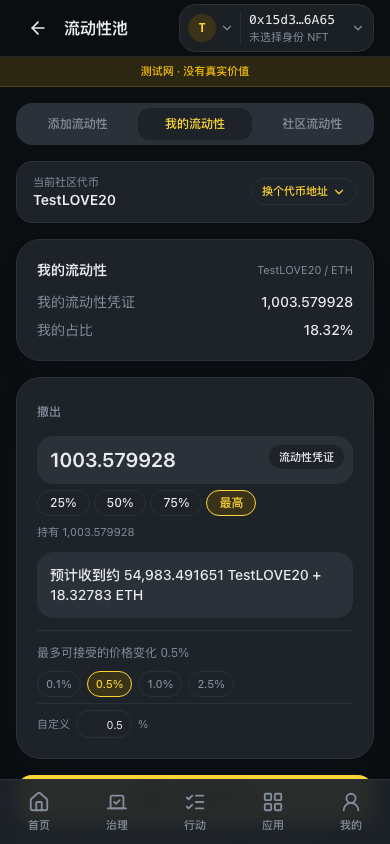 流动性池
T
0x15d3…6A65
未选择身份 NFT
测试网 · 没有真实价值
添加流动性
我的流动性
社区流动性
当前社区代币
TestLOVE20
换个代币地址
我的流动性
TestLOVE20 / ETH
我的流动性凭证
1,003.579928
我的占比
18.32%
撤出
1003.579928
流动性凭证
25%
50%
75%
最高
持有 1,003.579928
预计收到约 54,983.491651 TestLOVE20 +
18.32783 ETH
最多可接受的价格变化 0.5%
0.1%
0.5%
1.0%
2.5%
自定义
0.5
%
首页
治理
行动
应用
我的